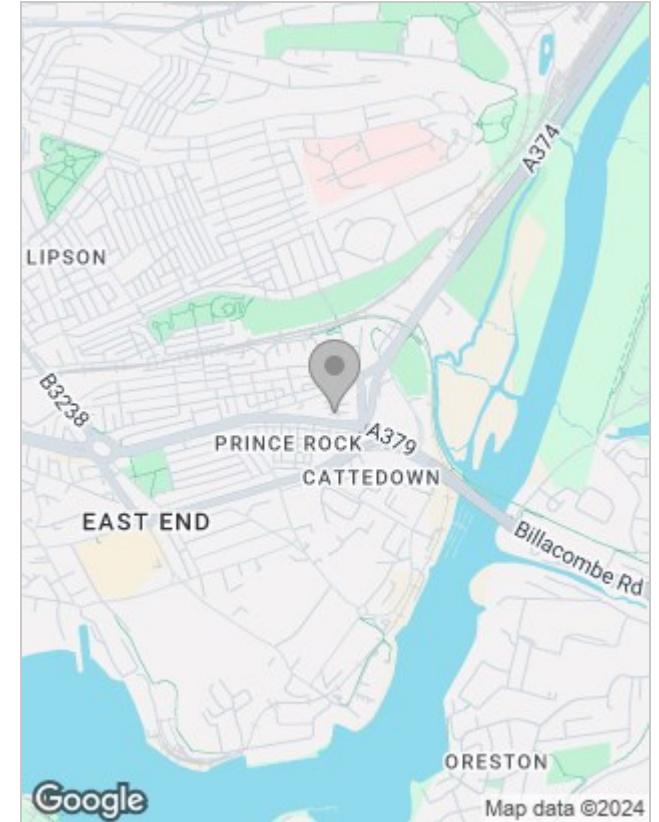 A374
LIPSON
B3238
PRINCE ROCK
A379
CATTEDOWN
EAST END
Billacombe Rd
ORESTON
Google
Map data ©2024